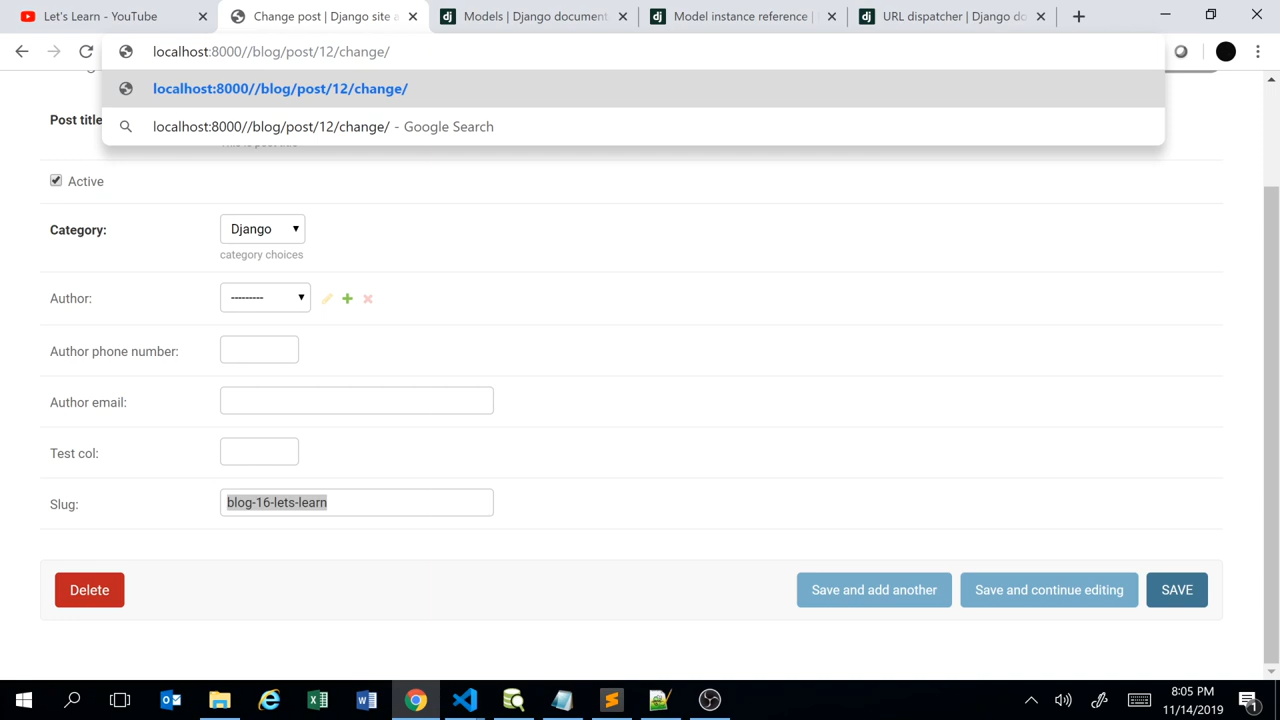 Let's Learn - YouTube
Change post | Django site a
Models | Django document
Model instance reference |
URL dispatcher | Django do
localhost:8000//blog/post/12/change/
localhost:8000//blog/post/12/change/
localhost:8000//blog/post/12/change/ - Google Search
Post title
This is post title
Active
Category:
Django
category choices
Author:
---------
Author phone number:
Author email:
Test col:
Slug:
blog-16-lets-learn
Delete
Save and add another
Save and continue editing
SAVE
8:05 PM
11/14/2019
1